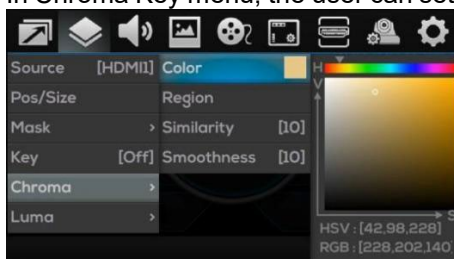 In Chroma Key menu, the user can set
Source [HDMI1] Color
Pos/Size Region
Mask > Similarity [10]
Key [Off] Smoothness [10]
Chroma >
Luma >
H
V
S
HSV : [42,98,228]
RGB : [228,202,140]